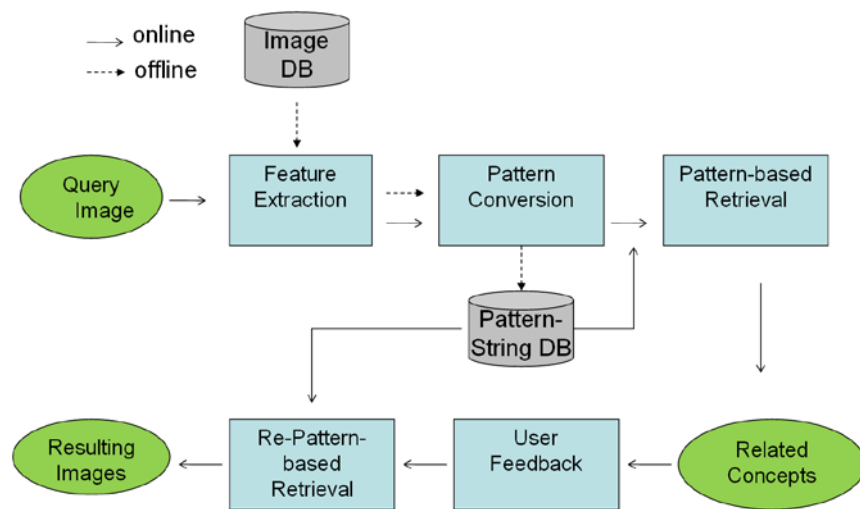 online
offline
Image
DB
Query
Image
Feature
Extraction
Pattern
Conversion
Pattern-based
Retrieval
Pattern-
String DB
Resulting
Images
Re-Pattern-
based
Retrieval
User
Feedback
Related
Concepts